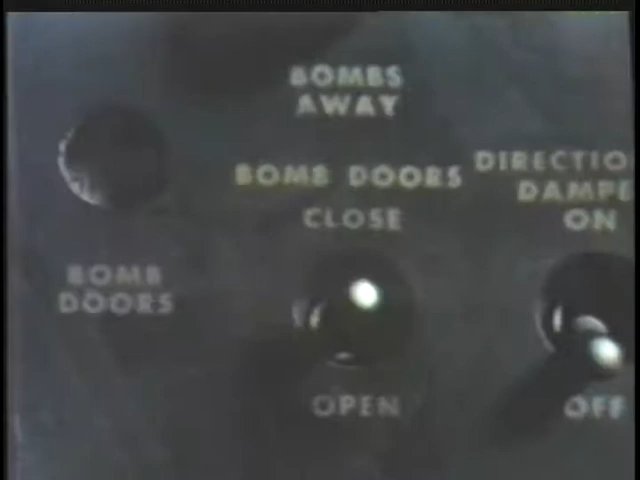 BOMBS
AWAY
BOMB DOORS
CLOSE
OPEN
BOMB
DOORS
DIRECTIO
DAMPE
ON
OFF